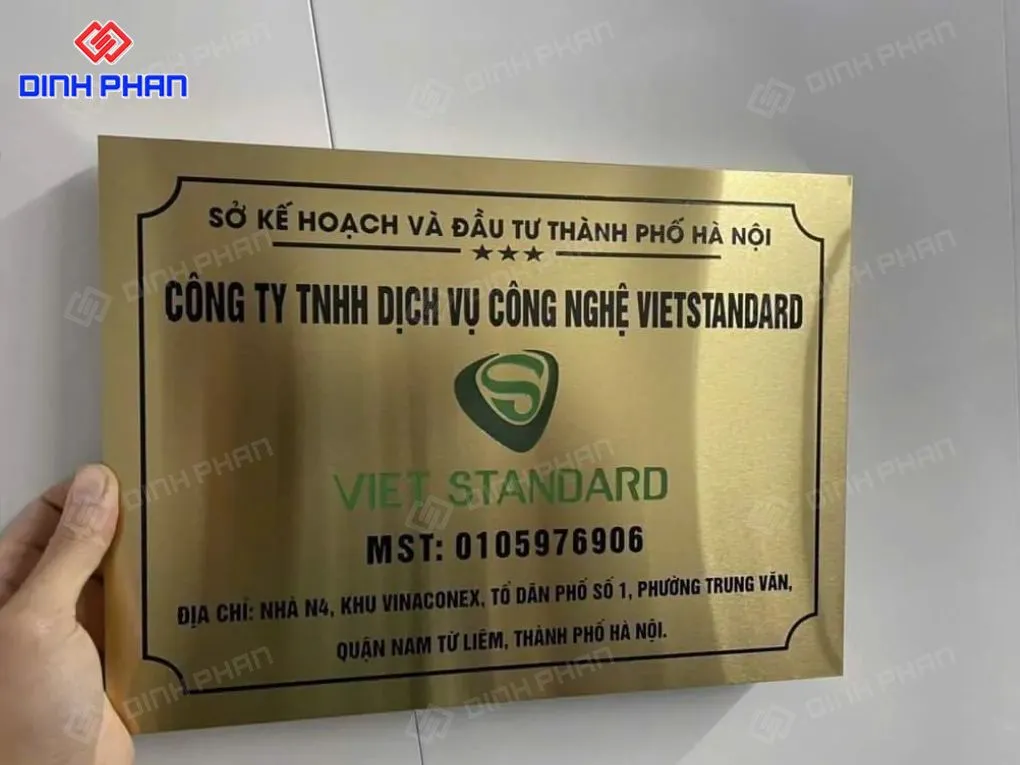 DINH PHAN
SỞ KẾ HOẠCH VÀ ĐẦU TƯ THÀNH PHỐ HÀ NỘI
CÔNG TY TNHH DỊCH VỤ CÔNG NGHỆ VIETSTANDARD
S
VIET STANDARD
MST: 0105976906
ĐỊA CHỈ: NHÀ N4, KHU VINACONEX, TỔ DÂN PHỐ SỐ 1, PHƯỜNG TRUNG VĂN,
QUẬN NAM TỪ LIÊM, THÀNH PHỐ HÀ NỘI.